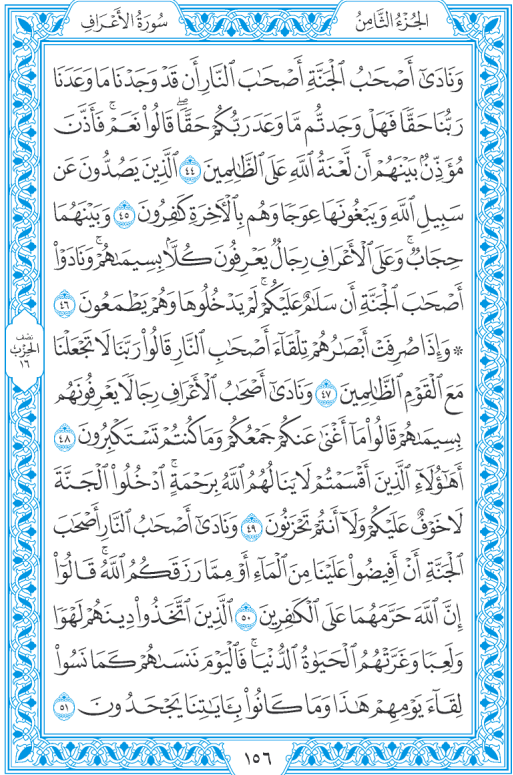 سُورَةُ الأَعْرَافِ
الجُزْءُ الثَّامِنُ
وَنَادَىٰٓ أَصْحَٰبُ ٱلْجَنَّةِ أَصْحَٰبَ ٱلنَّارِ أَن قَدْ وَجَدْنَا مَا وَعَدَنَا
رَبُّنَا حَقًّا فَهَلْ وَجَدتُّم مَّا وَعَدَ رَبُّكُمْ حَقًّا ۖ قَالُوا۟ نَعَمْ ۚ فَأَذَّنَ
مُؤَذِّنٌۢ بَيْنَهُمْ أَن لَّعْنَةُ ٱللَّهِ عَلَى ٱلظَّٰلِمِينَ ٤٤ ٱلَّذِينَ يَصُدُّونَ عَن
سَبِيلِ ٱللَّهِ وَيَبْغُونَهَا عِوَجًا وَهُم بِٱلْـَٔاخِرَةِ كَٰفِرُونَ ٤٥ وَبَيْنَهُمَا
حِجَابٌ ۚ وَعَلَى ٱلْأَعْرَافِ رِجَالٌ يَعْرِفُونَ كُلًّۢا بِسِيمَىٰهُمْ ۚ وَنَادَوْا۟
أَصْحَٰبَ ٱلْجَنَّةِ أَن سَلَٰمٌ عَلَيْكُمْ ۚ لَمْ يَدْخُلُوهَا وَهُمْ يَطْمَعُونَ ٤٦
۞ وَإِذَا صُرِفَتْ أَبْصَٰرُهُمْ تِلْقَآءَ أَصْحَٰبِ ٱلنَّارِ قَالُوا۟ رَبَّنَا لَا تَجْعَلْنَا
مَعَ ٱلْقَوْمِ ٱلظَّٰلِمِينَ ٤٧ وَنَادَىٰٓ أَصْحَٰبُ ٱلْأَعْرَافِ رِجَالًا يَعْرِفُونَهُم
بِسِيمَىٰهُمْ قَالُوا۟ مَآ أَغْنَىٰ عَنكُمْ جَمْعُكُمْ وَمَا كُنتُمْ تَسْتَكْبِرُونَ ٤٨
أَهَٰٓؤُلَآءِ ٱلَّذِينَ أَقْسَمْتُمْ لَا يَنَالُهُمُ ٱللَّهُ بِرَحْمَةٍ ۚ ٱدْخُلُوا۟ ٱلْجَنَّةَ
لَا خَوْفٌ عَلَيْكُمْ وَلَآ أَنتُمْ تَحْزَنُونَ ٤٩ وَنَادَىٰٓ أَصْحَٰبُ ٱلنَّارِ أَصْحَٰبَ
ٱلْجَنَّةِ أَنْ أَفِيضُوا۟ عَلَيْنَا مِنَ ٱلْمَآءِ أَوْ مِمَّا رَزَقَكُمُ ٱللَّهُ ۚ قَالُوٓا۟
إِنَّ ٱللَّهَ حَرَّمَهُمَا عَلَى ٱلْكَٰفِرِينَ ٥٠ ٱلَّذِينَ ٱتَّخَذُوا۟ دِينَهُمْ لَهْوًا
وَلَعِبًا وَغَرَّتْهُمُ ٱلْحَيَوٰةُ ٱلدُّنْيَا ۚ فَٱلْيَوْمَ نَنسَىٰهُمْ كَمَا نَسُوا۟
لِقَآءَ يَوْمِهِمْ هَٰذَا وَمَا كَانُوا۟ بِـَٔايَٰتِنَا يَجْحَدُونَ ٥١
نصف
الحزب
١٦
١٥٦